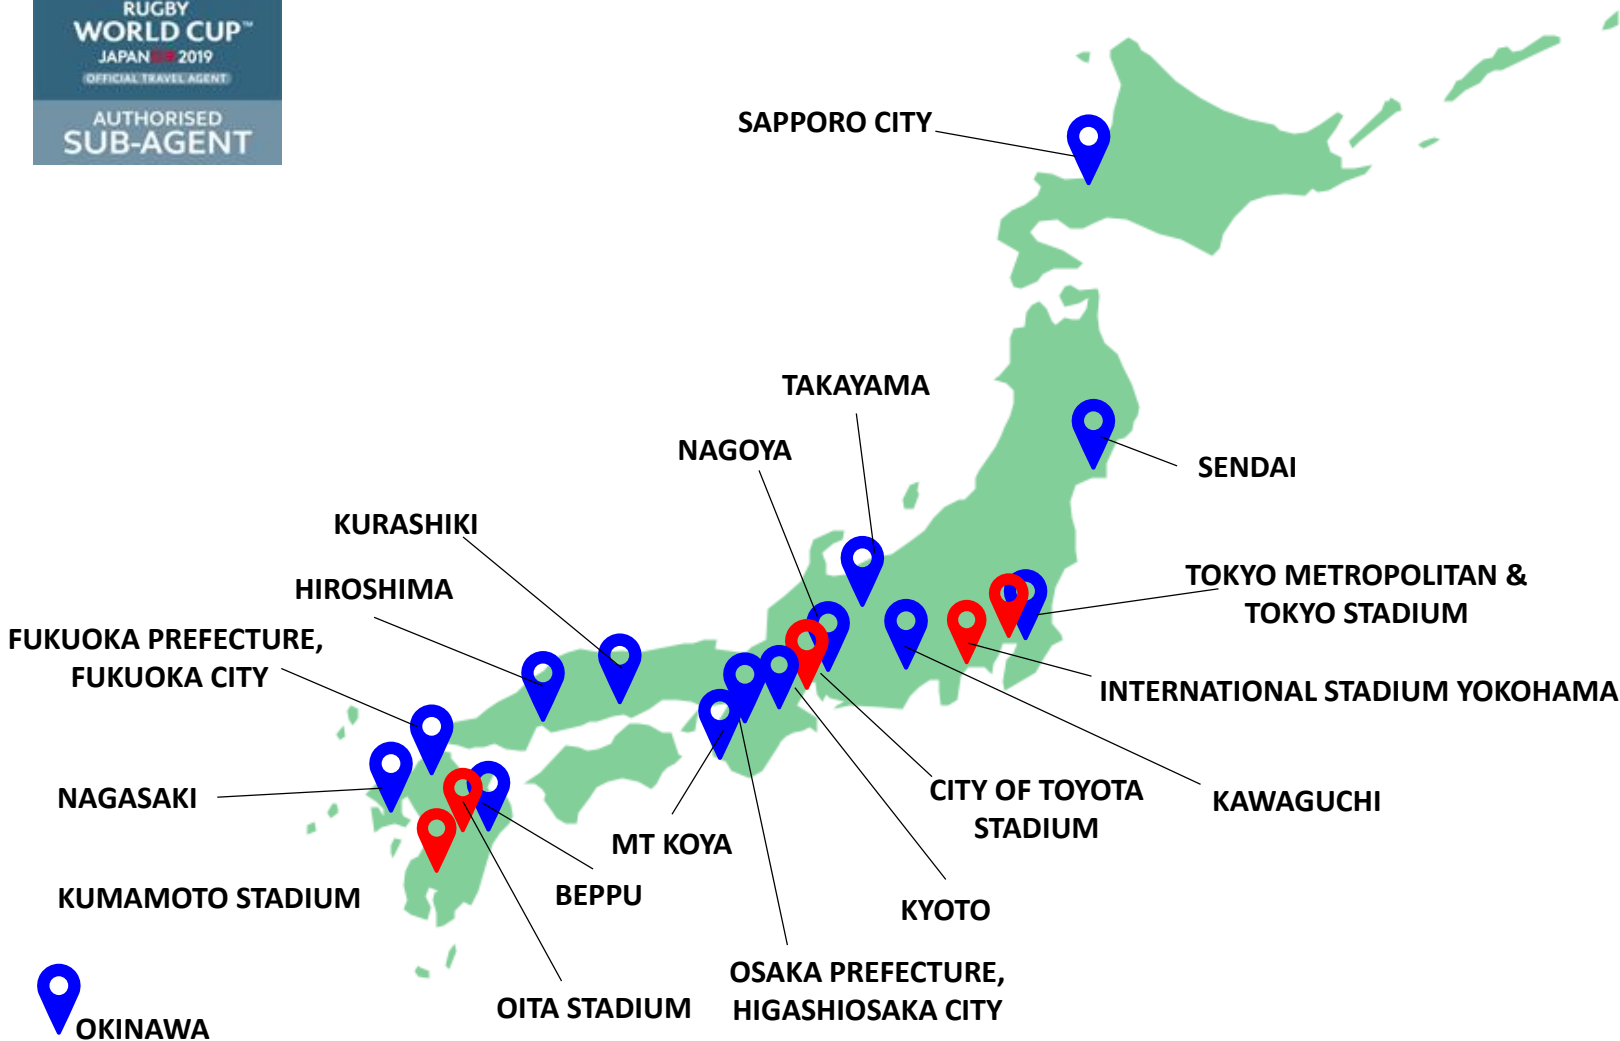 RUGBY
WORLD CUP™
JAPAN 2019
OFFICIAL TRAVEL AGENT
AUTHORISED
SUB-AGENT
SAPPORO CITY
TAKAYAMA
NAGOYA
SENDAI
KURASHIKI
HIROSHIMA
TOKYO METROPOLITAN &
TOKYO STADIUM
FUKUOKA PREFECTURE,
FUKUOKA CITY
INTERNATIONAL STADIUM YOKOHAMA
NAGASAKI
CITY OF TOYOTA
STADIUM
KAWAGUCHI
MT KOYA
KUMAMOTO STADIUM
BEPPU
KYOTO
OSAKA PREFECTURE,
HIGASHIOSAKA CITY
OITA STADIUM
OKINAWA